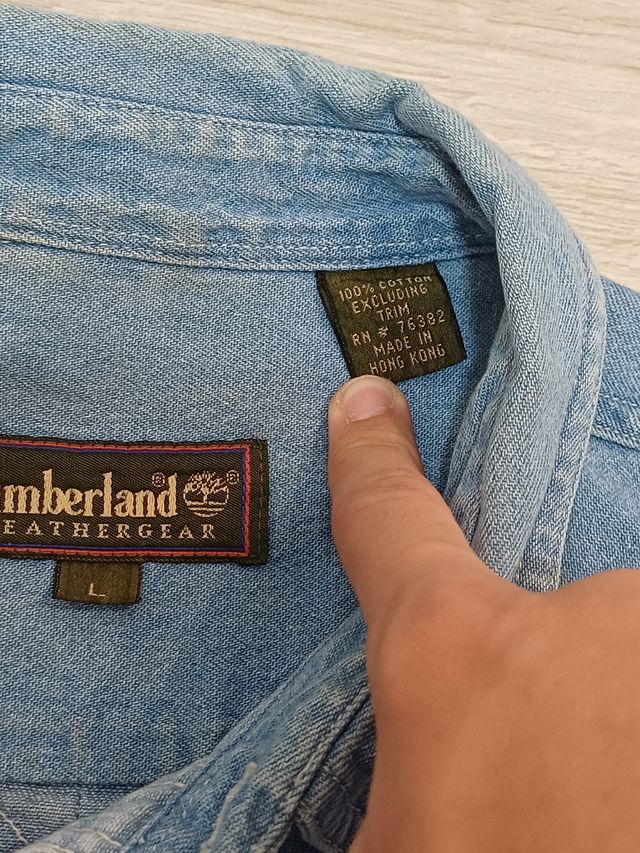 100% COTTON
EXCLUDING
TRIM
RN # 76382
MADE IN
HONG KONG
mberland®
EATHERGEAR
L